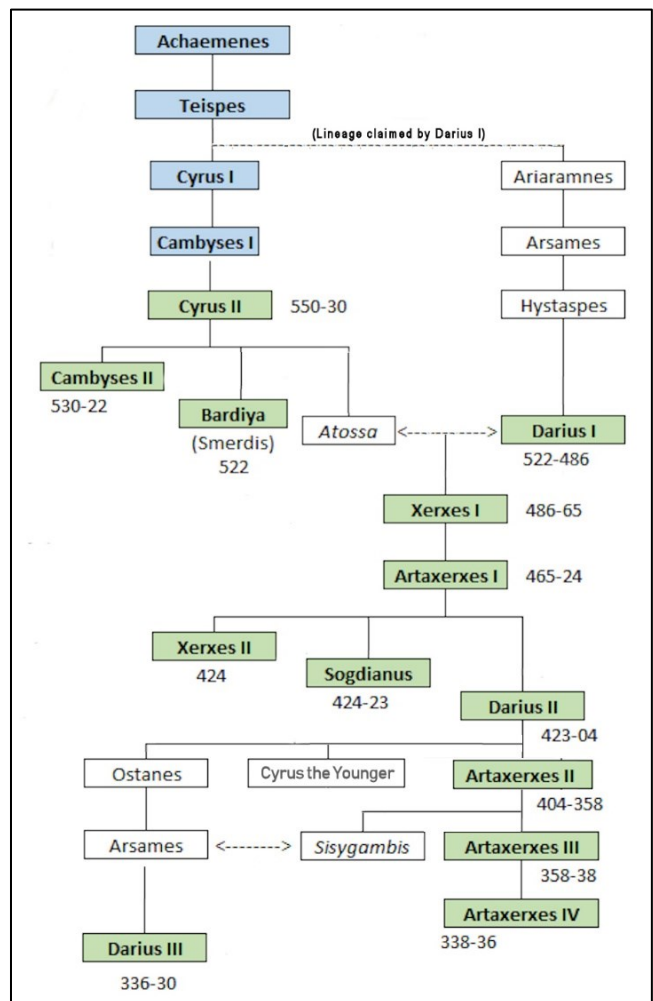 Achaemenes
Teispes
(Lineage claimed by Darius I)
Cyrus I
Ariaramnes
Cambyses I
Arsames
Cyrus II 550-30
Hystaspes
Cambyses II
530-22
Bardiya
(Smerdis)
522
Atossa <--------------> Darius I
522-486
Xerxes I 486-65
Artaxerxes I 465-24
Xerxes II
424
Sogdianus
424-23
Darius II
423-04
Ostanes
Cyrus the Younger
Artaxerxes II
404-358
Arsames <--------> Sisygambis
Artaxerxes III
358-38
Artaxerxes IV
338-36
Darius III
336-30